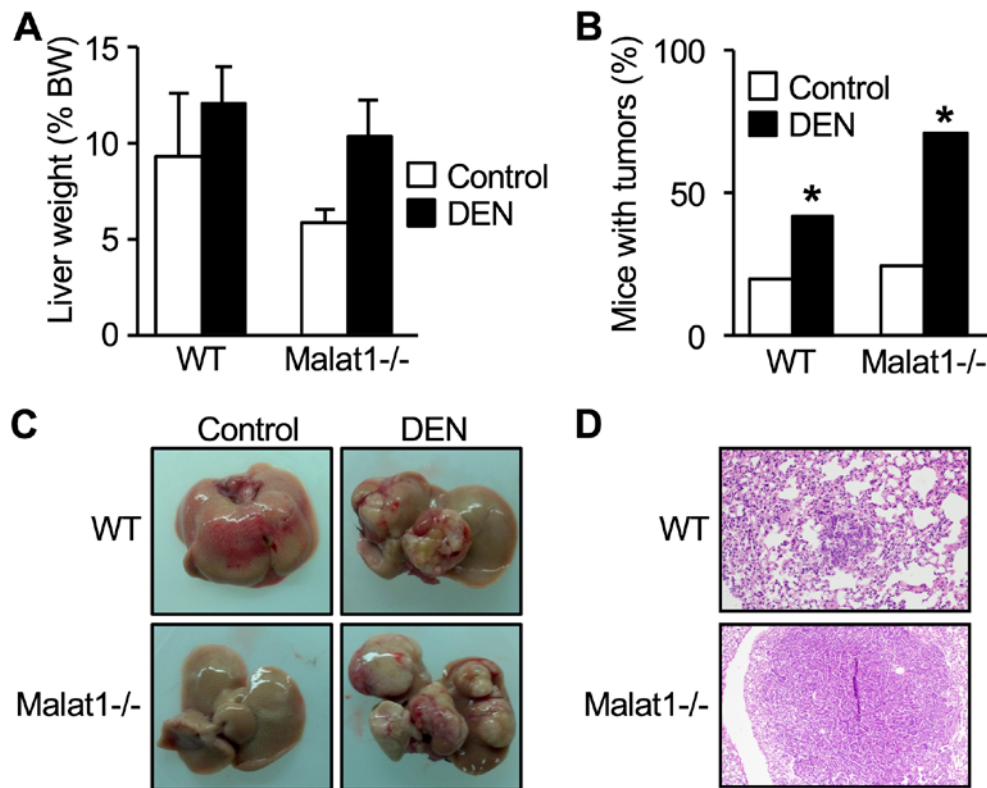 A
Liver weight (% BW)
15
10
5
0
WT
Malat1-/-
Control
DEN
B
Mice with tumors (%)
100
50
0
Control
DEN
*
*
WT
Malat1-/-
C
Control
DEN
WT
Malat1-/-
D
WT
Malat1-/-